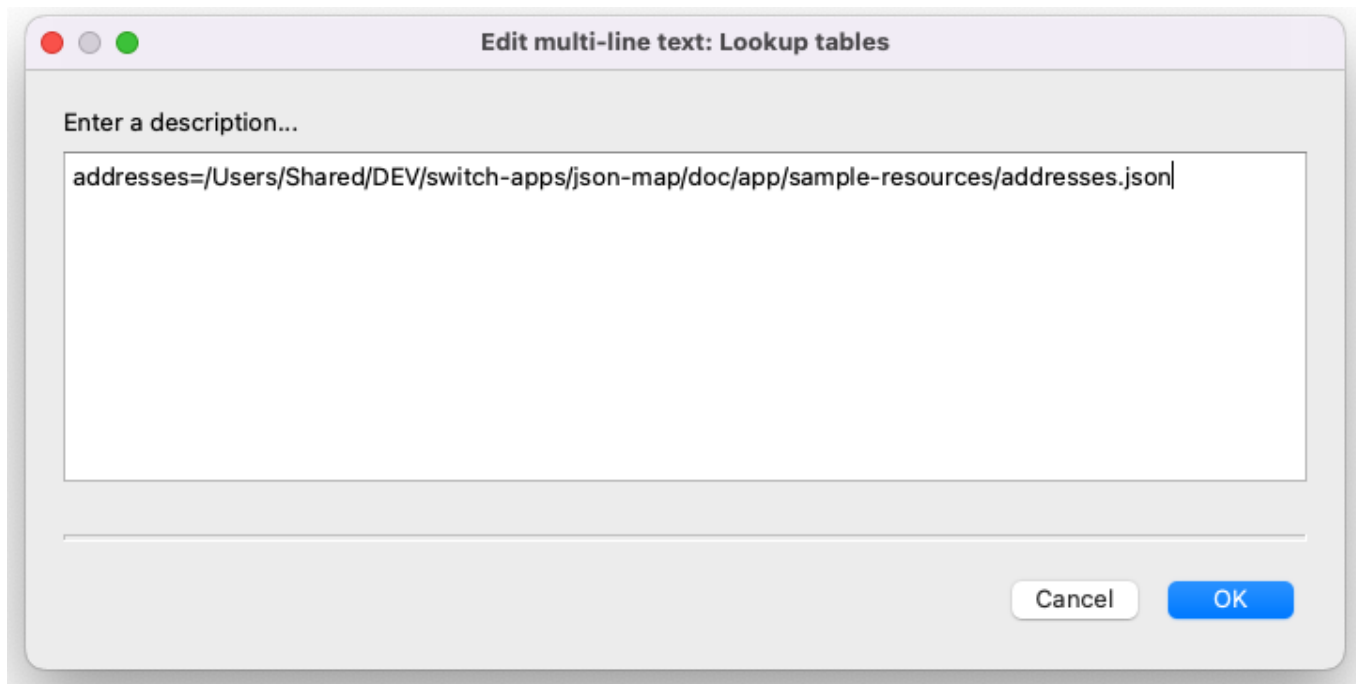 Edit multi-line text: Lookup tables
Enter a description...
addresses=/Users/Shared/DEV/switch-apps/json-map/doc/app/sample-resources/addresses.json
Cancel OK